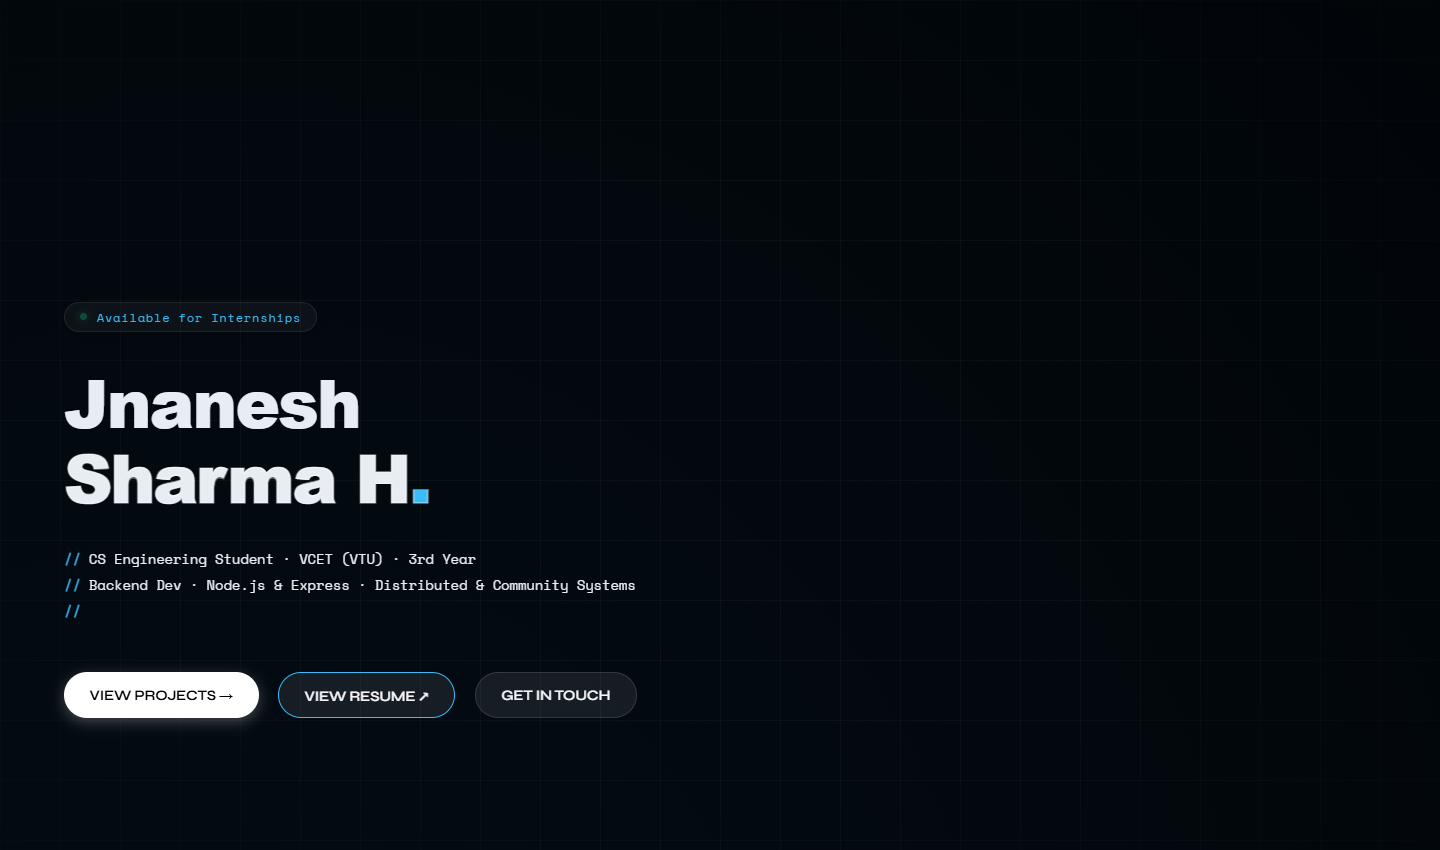 Available for Internships
Jnanesh
Sharma H.
// CS Engineering Student · VCET (VTU) · 3rd Year
// Backend Dev · Node.js & Express · Distributed & Community Systems
//
VIEW PROJECTS → VIEW RESUME ↗ GET IN TOUCH